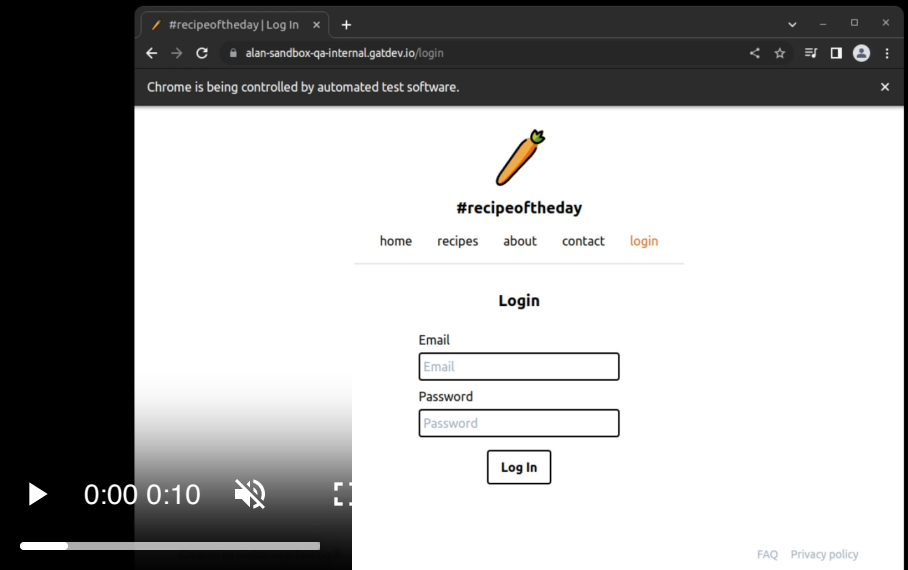 #recipeoftheday | Log In
alan-sandbox-qa-internal.gatdev.io/login
Chrome is being controlled by automated test software.
#recipeoftheday
home recipes about contact login
Login
Email
Email
Password
Password
Log In
0:00 0:10
FAQ Privacy policy